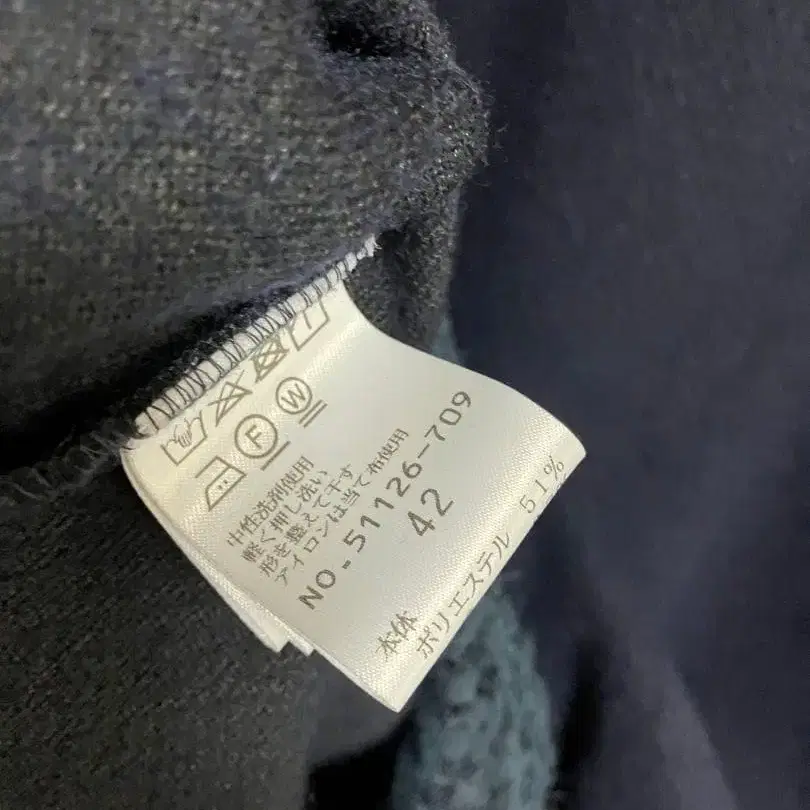 F W
中性洗剤使用
軽く押し洗い
形を整えて干す
アイロンは当て布使用
NO.51126-709
42
本体
ポリエステル 51%